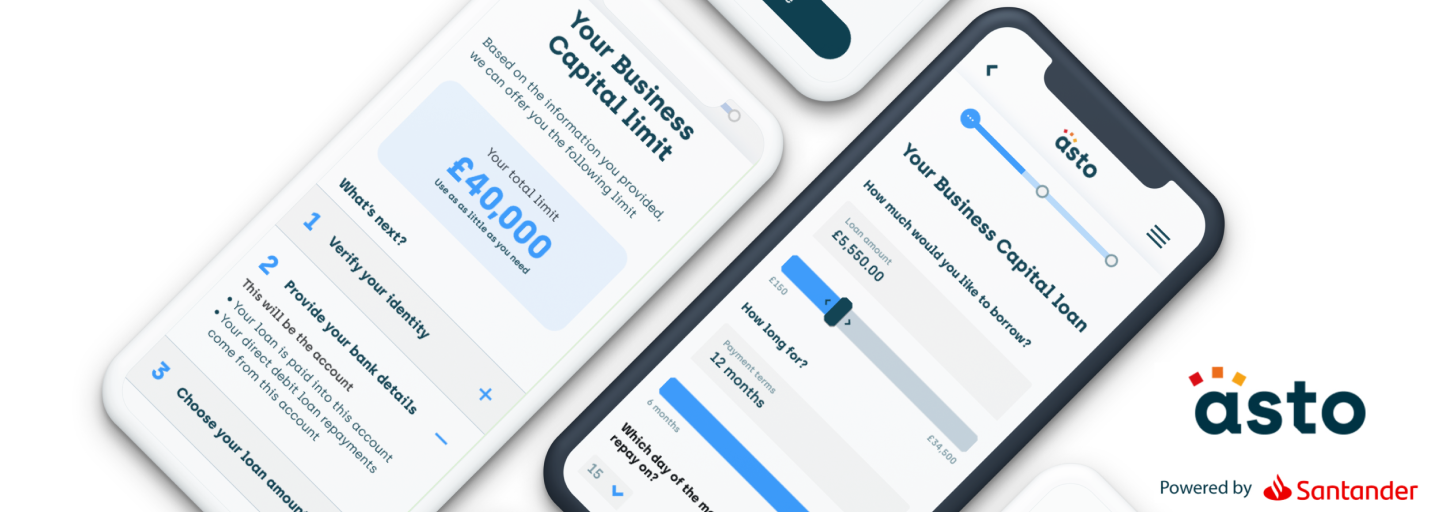 Your Business
Capital limit
Based on the information you provided,
we can offer you the following limit
Your total limit
£40,000
Use as as little as you need
What's next?
1
Verify your identity
+
2
Provide your bank details
–
This will be the account
• Your loan is paid into this account
• Your direct debit loan repayments
come from this account
3
Choose your loan amoun
asto
Your Business Capital loan
How much would you like to borrow?
Loan amount
£5,550.00
£150
£34,500
How long for?
Payment terms
12 months
6 months
Which day of the mo
repay on?
15
asto
Powered by Santander